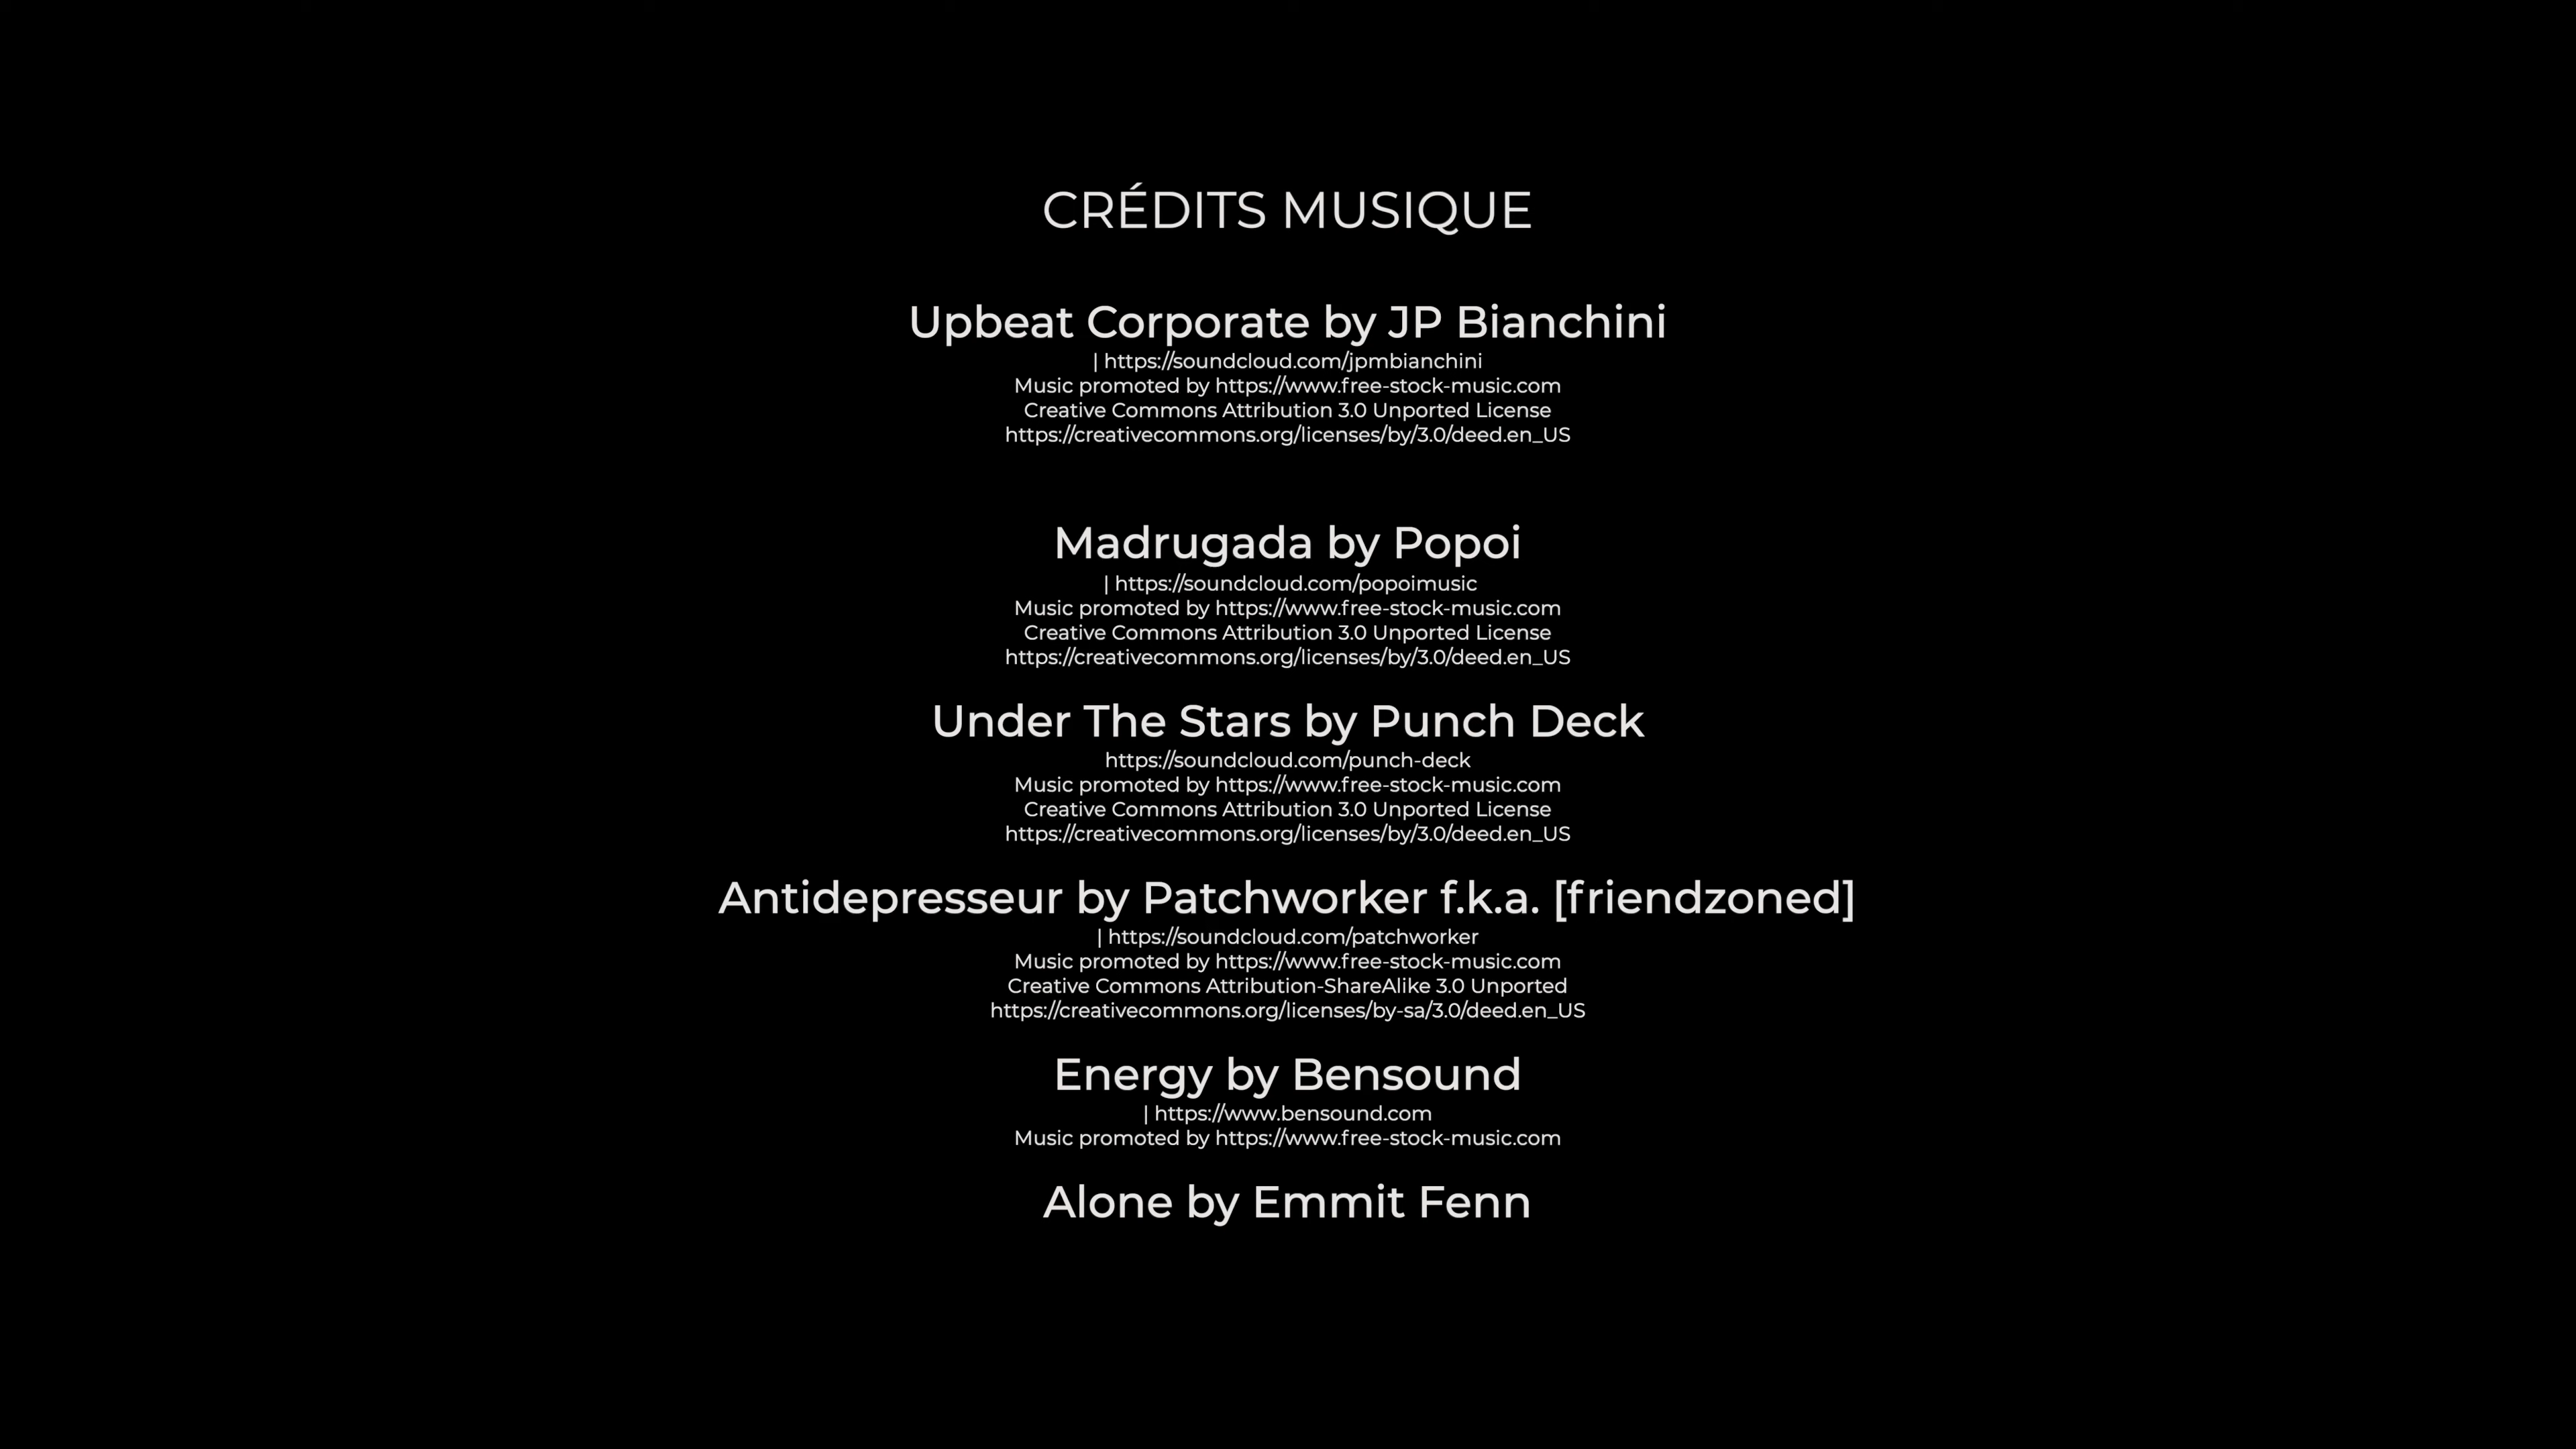 CRÉDITS MUSIQUE
Upbeat Corporate by JP Bianchini
| https://soundcloud.com/jpmbianchini
Music promoted by https://www.free-stock-music.com
Creative Commons Attribution 3.0 Unported License
https://creativecommons.org/licenses/by/3.0/deed.en_US
Madrugada by Popoi
| https://soundcloud.com/popoimusic
Music promoted by https://www.free-stock-music.com
Creative Commons Attribution 3.0 Unported License
https://creativecommons.org/licenses/by/3.0/deed.en_US
Under The Stars by Punch Deck
https://soundcloud.com/punch-deck
Music promoted by https://www.free-stock-music.com
Creative Commons Attribution 3.0 Unported License
https://creativecommons.org/licenses/by/3.0/deed.en_US
Antidepresseur by Patchworker f.k.a. [friendzoned]
| https://soundcloud.com/patchworker
Music promoted by https://www.free-stock-music.com
Creative Commons Attribution-ShareAlike 3.0 Unported
https://creativecommons.org/licenses/by-sa/3.0/deed.en_US
Energy by Bensound
| https://www.bensound.com
Music promoted by https://www.free-stock-music.com
Alone by Emmit Fenn